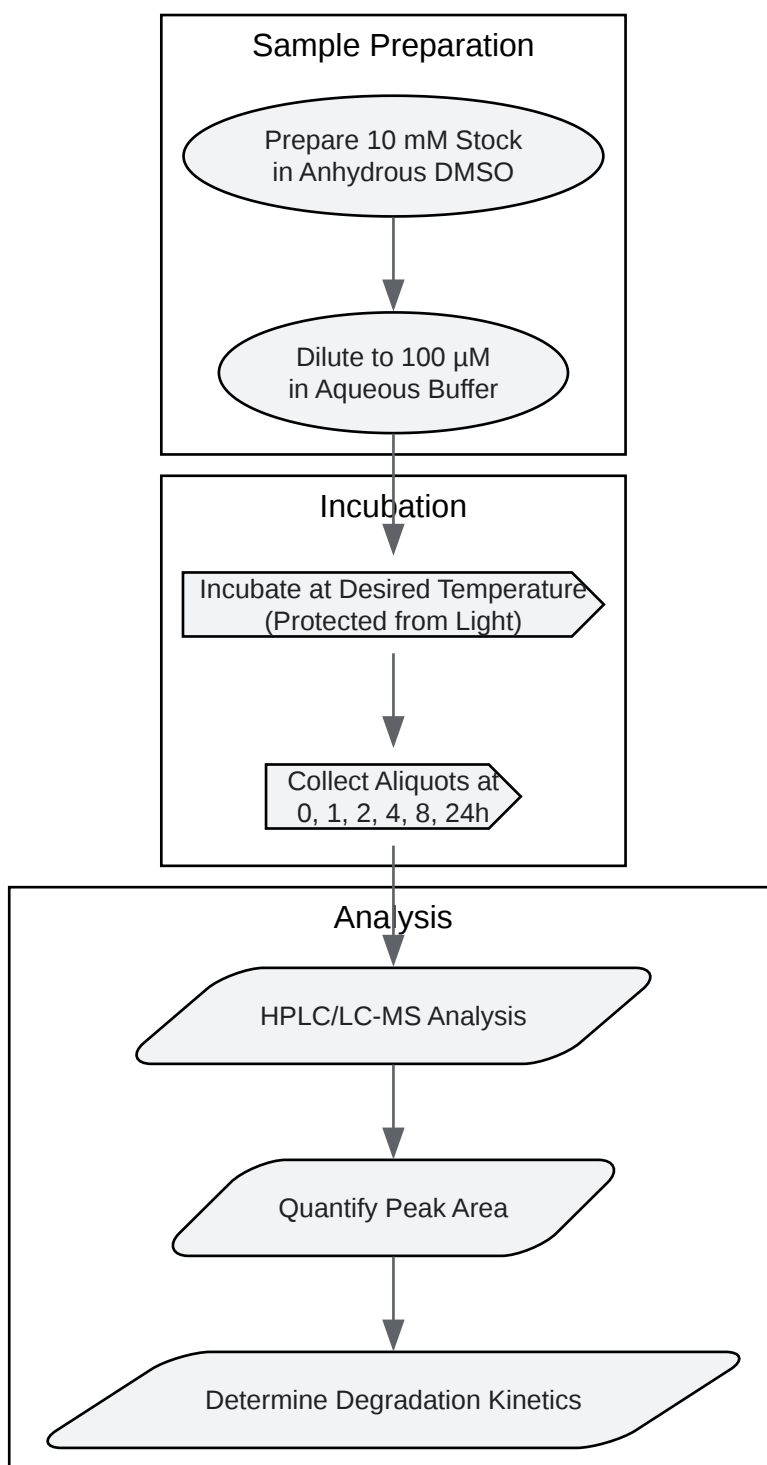 Sample Preparation
Prepare 10 mM Stock
in Anhydrous DMSO
Dilute to 100 µM
in Aqueous Buffer
Incubation
Incubate at Desired Temperature
(Protected from Light)
Collect Aliquots at
0, 1, 2, 4, 8, 24h
Analysis
HPLC/LC-MS Analysis
Quantify Peak Area
Determine Degradation Kinetics